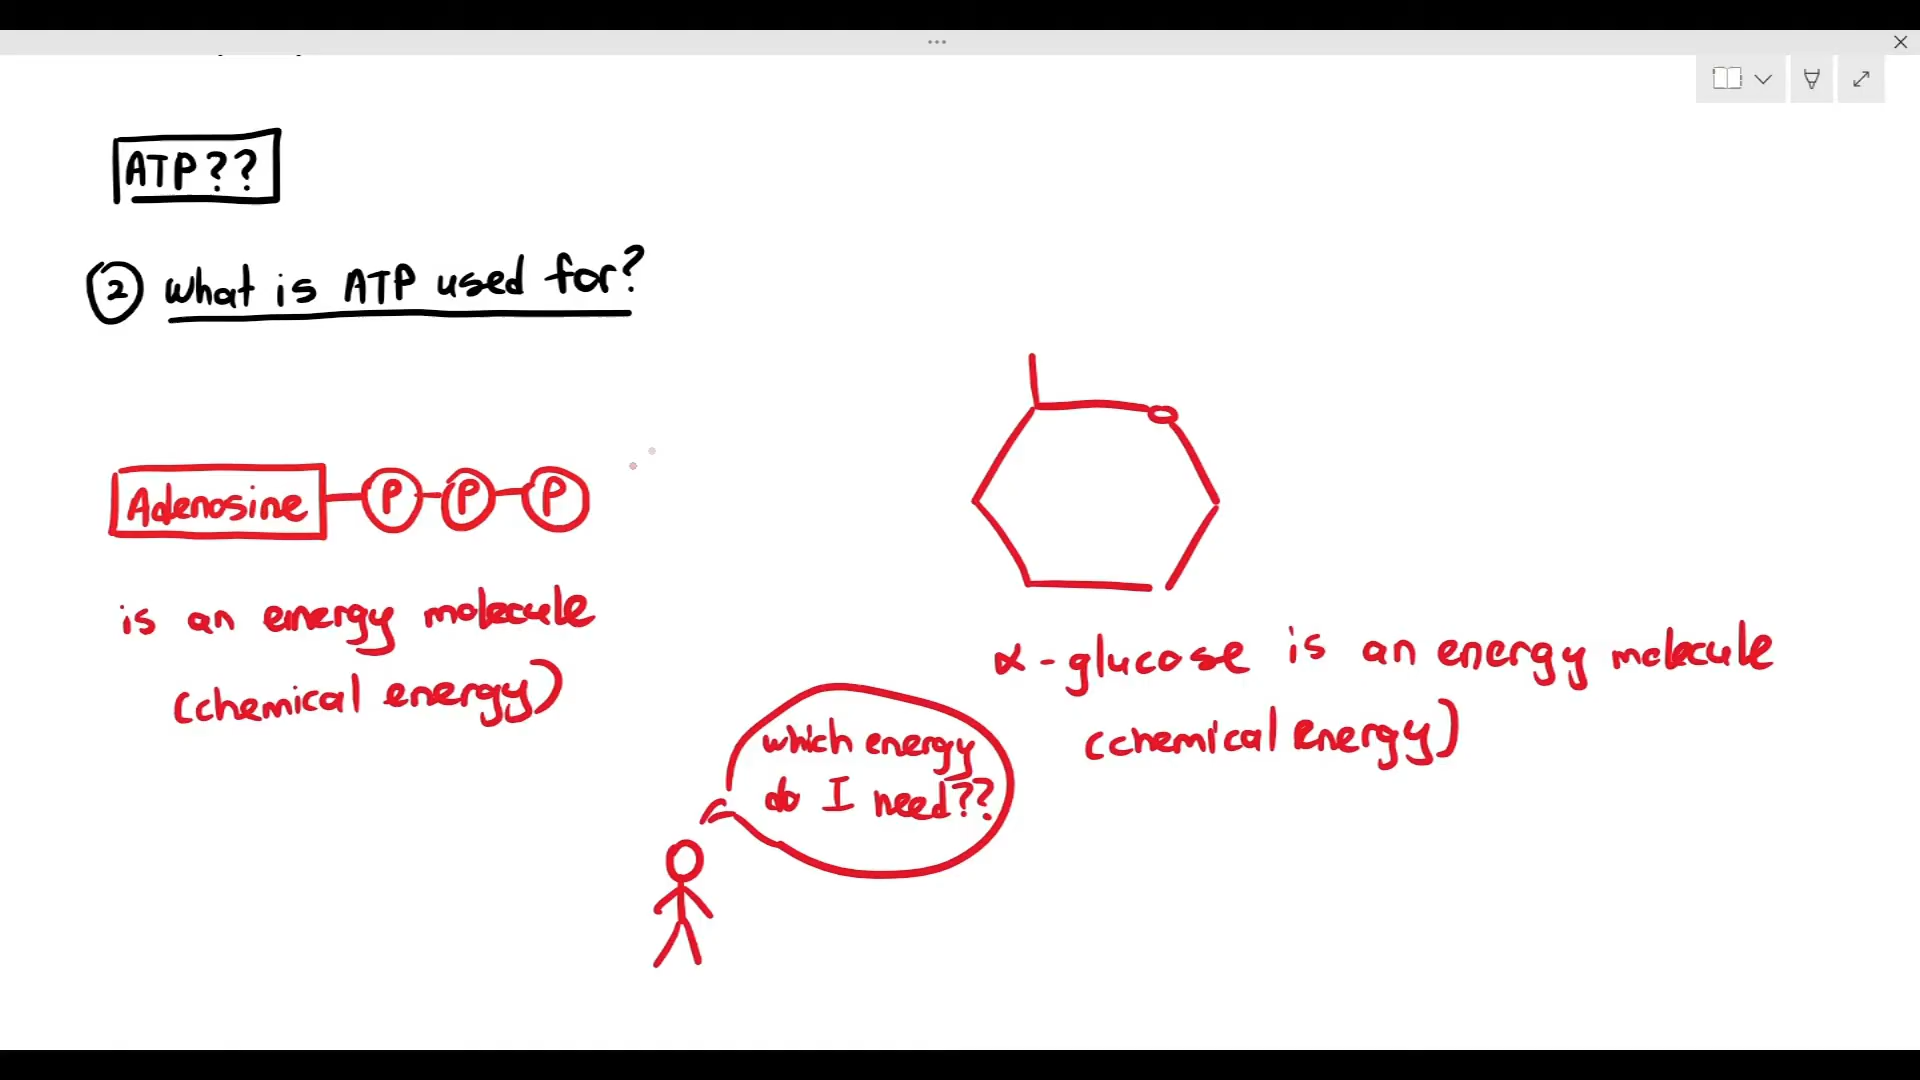 ATP??
② What is ATP used for?
Adenosine P P P
is an energy molecule
(chemical energy)
α-glucose is an energy molecule
(chemical energy)
which energy
do I need??